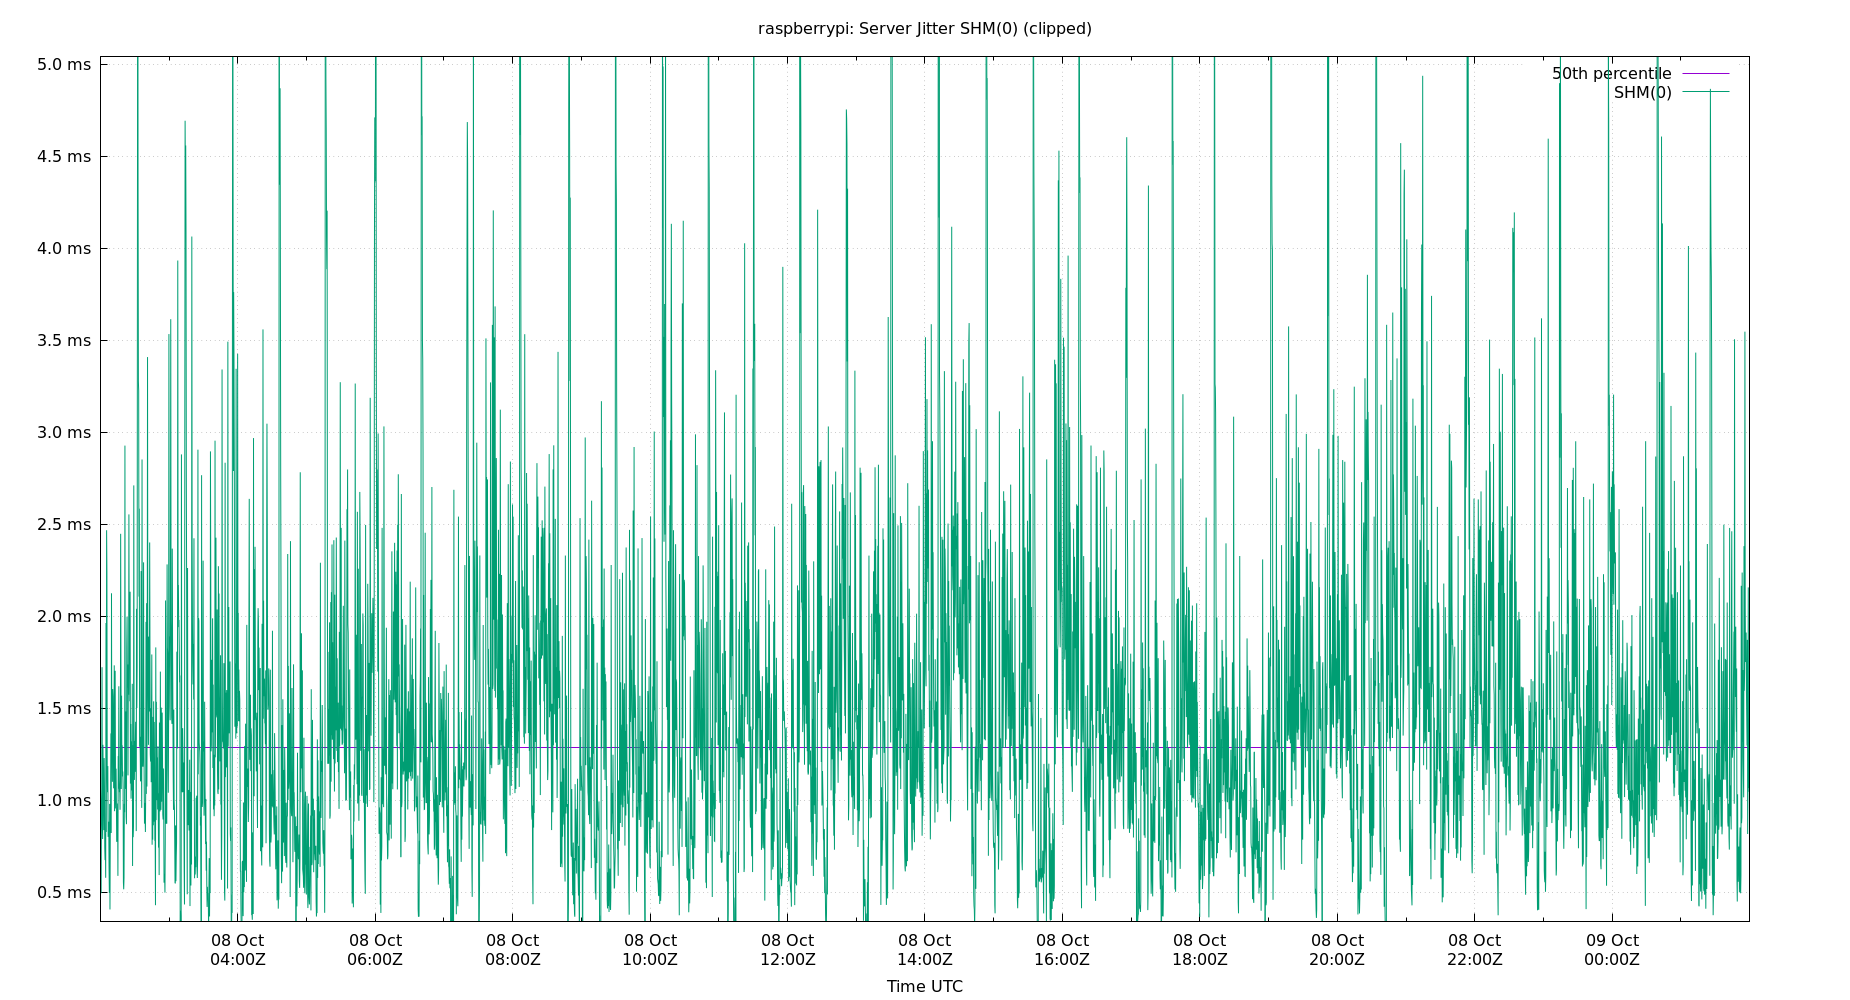 raspberrypi: Server Jitter SHM(0) (clipped)
5.0 ms
4.5 ms
4.0 ms
3.5 ms
3.0 ms
2.5 ms
2.0 ms
1.5 ms
1.0 ms
0.5 ms
50th percentile
SHM(0)
08 Oct 08 Oct 08 Oct 08 Oct 08 Oct 08 Oct 08 Oct 08 Oct 08 Oct 08 Oct 09 Oct
04:00Z 06:00Z 08:00Z 10:00Z 12:00Z 14:00Z 16:00Z 18:00Z 20:00Z 22:00Z 00:00Z
Time UTC